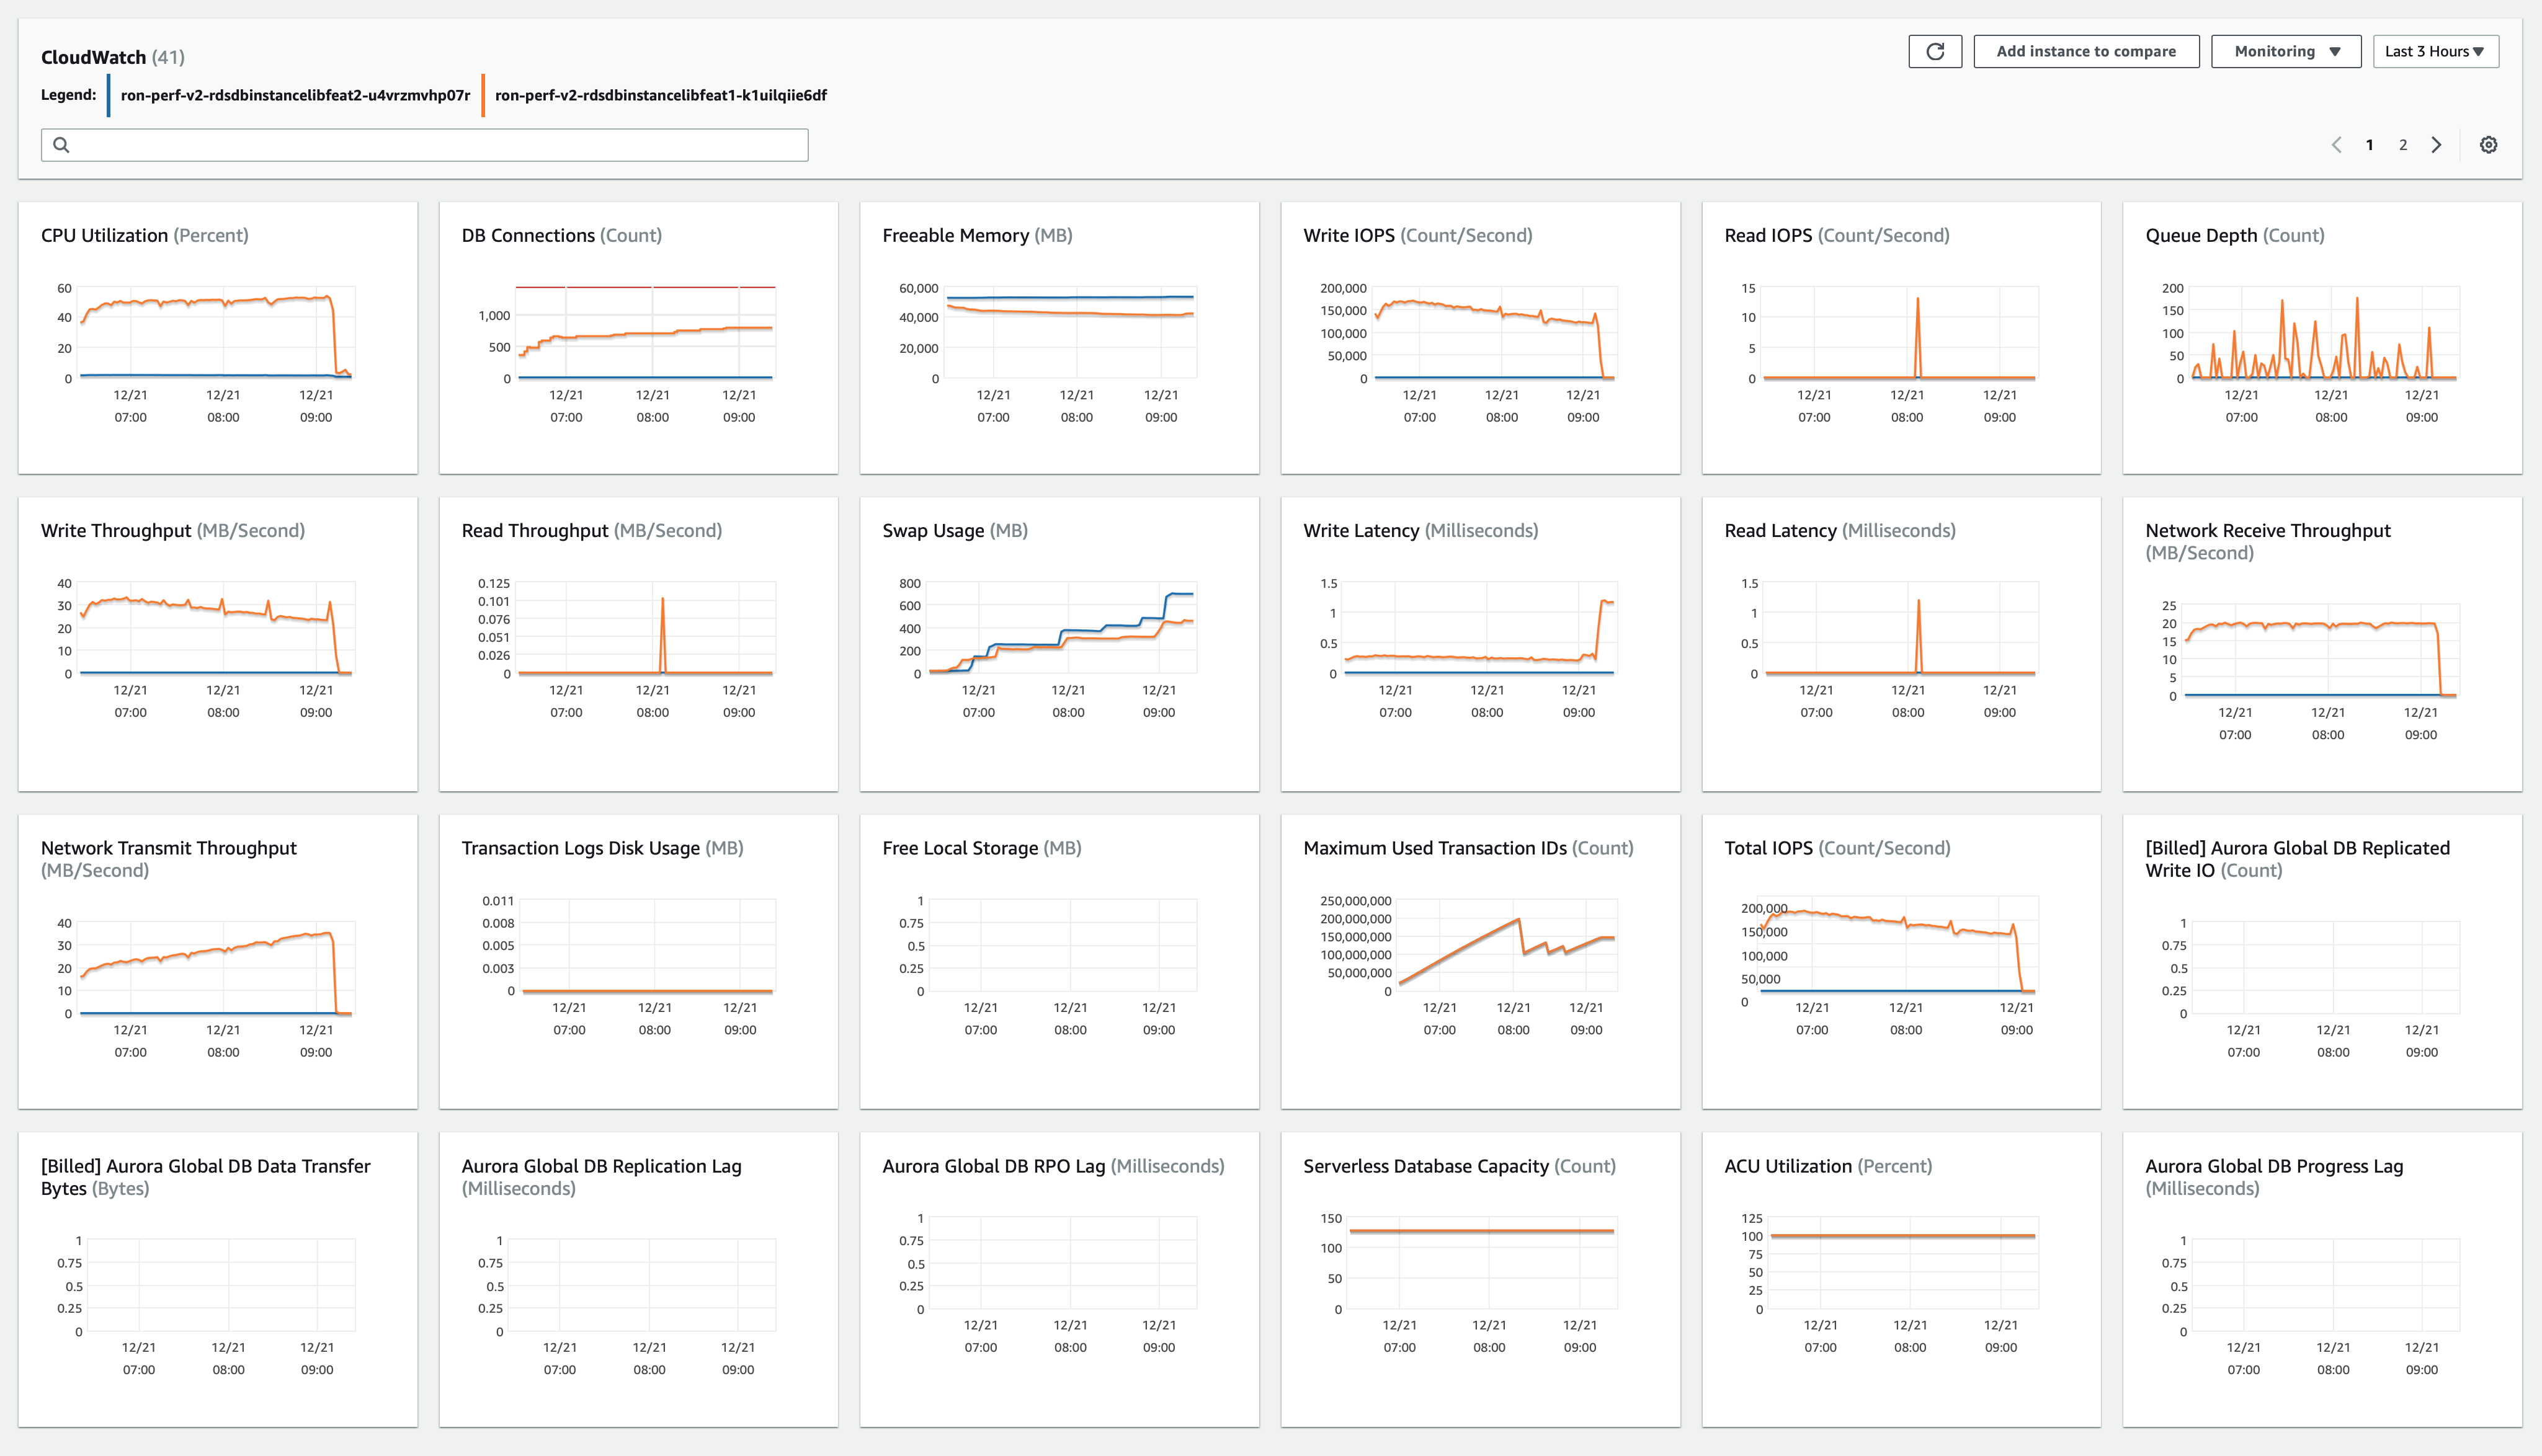 CloudWatch (41)
Add instance to compare
Monitoring
Last 3 Hours
Legend:
ron-perf-v2-rdsdbinstancelibfeat2-u4vrzmvhp07r
ron-perf-v2-rdsdbinstancelibfeat1-k1uilqiie6df
1
2
CPU Utilization (Percent)
60
40
20
0
12/21 12/21 12/21
07:00 08:00 09:00
DB Connections (Count)
1,000
500
0
12/21 12/21 12/21
07:00 08:00 09:00
Freeable Memory (MB)
60,000
40,000
20,000
0
12/21 12/21 12/21
07:00 08:00 09:00
Write IOPS (Count/Second)
200,000
150,000
100,000
50,000
0
12/21 12/21 12/21
07:00 08:00 09:00
Read IOPS (Count/Second)
15
10
5
0
12/21 12/21 12/21
07:00 08:00 09:00
Queue Depth (Count)
200
150
100
50
0
12/21 12/21 12/21
07:00 08:00 09:00
Write Throughput (MB/Second)
40
30
20
10
0
12/21 12/21 12/21
07:00 08:00 09:00
Read Throughput (MB/Second)
0.125
0.101
0.076
0.051
0.026
0
12/21 12/21 12/21
07:00 08:00 09:00
Swap Usage (MB)
800
600
400
200
0
12/21 12/21 12/21
07:00 08:00 09:00
Write Latency (Milliseconds)
1.5
1
0.5
0
12/21 12/21 12/21
07:00 08:00 09:00
Read Latency (Milliseconds)
1.5
1
0.5
0
12/21 12/21 12/21
07:00 08:00 09:00
Network Receive Throughput
(MB/Second)
25
20
15
10
5
0
12/21 12/21 12/21
07:00 08:00 09:00
Network Transmit Throughput
(MB/Second)
40
30
20
10
0
12/21 12/21 12/21
07:00 08:00 09:00
Transaction Logs Disk Usage (MB)
0.011
0.008
0.005
0.003
0
12/21 12/21 12/21
07:00 08:00 09:00
Free Local Storage (MB)
1
0.75
0.5
0.25
0
12/21 12/21 12/21
07:00 08:00 09:00
Maximum Used Transaction IDs (Count)
250,000,000
200,000,000
150,000,000
100,000,000
50,000,000
0
12/21 12/21 12/21
07:00 08:00 09:00
Total IOPS (Count/Second)
200,000
150,000
100,000
50,000
0
12/21 12/21 12/21
07:00 08:00 09:00
[Billed] Aurora Global DB Replicated
Write IO (Count)
1
0.75
0.5
0.25
0
12/21 12/21 12/21
07:00 08:00 09:00
[Billed] Aurora Global DB Data Transfer
Bytes (Bytes)
1
0.75
0.5
0.25
0
12/21 12/21 12/21
07:00 08:00 09:00
Aurora Global DB Replication Lag
(Milliseconds)
1
0.75
0.5
0.25
0
12/21 12/21 12/21
07:00 08:00 09:00
Aurora Global DB RPO Lag (Milliseconds)
1
0.75
0.5
0.25
0
12/21 12/21 12/21
07:00 08:00 09:00
Serverless Database Capacity (Count)
150
100
50
0
12/21 12/21 12/21
07:00 08:00 09:00
ACU Utilization (Percent)
125
100
75
50
25
0
12/21 12/21 12/21
07:00 08:00 09:00
Aurora Global DB Progress Lag
(Milliseconds)
1
0.75
0.5
0.25
0
12/21 12/21 12/21
07:00 08:00 09:00